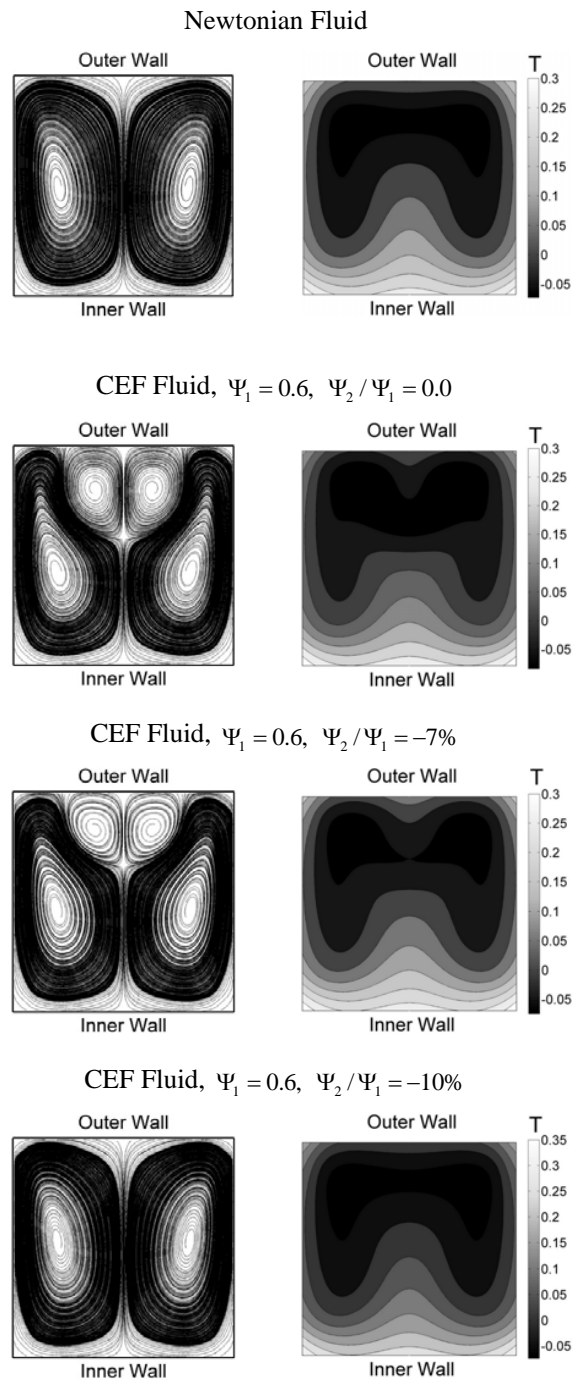 Newtonian Fluid
Outer Wall
Outer Wall
T
0.3
0.25
0.2
0.15
0.1
0.05
0
-0.05
Inner Wall
Inner Wall
CEF Fluid, Ψ₁ = 0.6, Ψ₂ / Ψ₁ = 0.0
Outer Wall
Outer Wall
T
0.3
0.25
0.2
0.15
0.1
0.05
0
-0.05
Inner Wall
Inner Wall
CEF Fluid, Ψ₁ = 0.6, Ψ₂ / Ψ₁ = −7%
Outer Wall
Outer Wall
T
0.3
0.25
0.2
0.15
0.1
0.05
0
-0.05
Inner Wall
Inner Wall
CEF Fluid, Ψ₁ = 0.6, Ψ₂ / Ψ₁ = −10%
Outer Wall
Outer Wall
T
0.35
0.3
0.25
0.2
0.15
0.1
0.05
0
-0.05
Inner Wall
Inner Wall